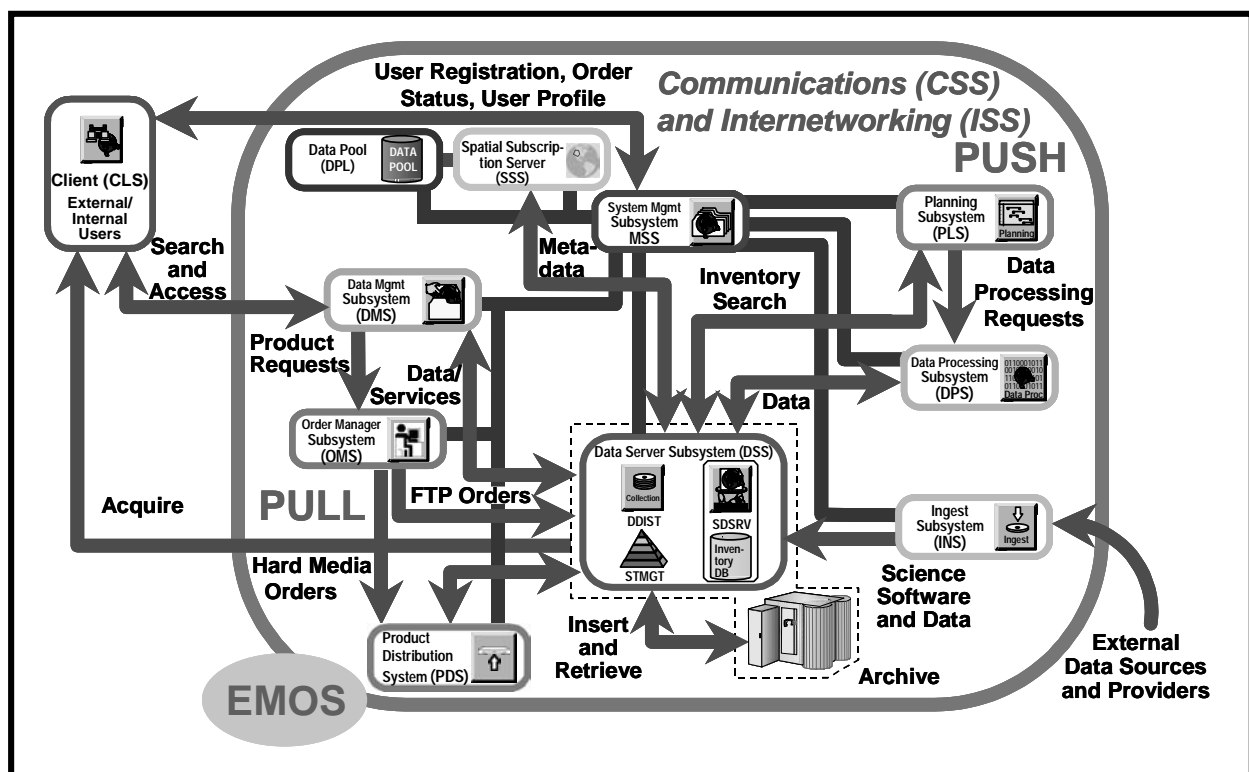 User Registration, Order
Status, User Profile
Communications (CSS)
and Internetworking (ISS)
PUSH
Client (CLS)
External/
Internal
Users
Data Pool
(DPL)
DATA
POOL
Spatial Subscrip-
tion Server
(SSS)
System Mgmt
Subsystem
MSS
Planning
Subsystem
(PLS)
Planning
Search
and
Access
Meta-
data
Inventory
Search
Data
Processing
Requests
Data Mgmt
Subsystem
(DMS)
Product
Requests
Data/
Services
Data
Data Processing
Subsystem
(DPS)
Data Proc
Order Manager
Subsystem
(OMS)
Data Server Subsystem (DSS)
Collection
DDIST
SDSRV
STMGT
Inven-
tory
DB
PULL
FTP Orders
Acquire
Ingest
Subsystem
(INS)
Ingest
Hard Media
Orders
Science
Software
and Data
Product
Distribution
System (PDS)
Insert
and
Retrieve
Archive
External
Data Sources
and Providers
EMOS